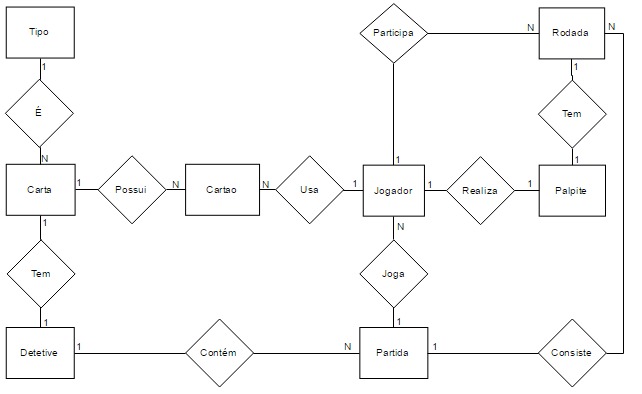 Tipo
Participa
N
Rodada
N
1
1
É
Tem
N
1
1
Carta
1
Possui
N
Cartao
N
Usa
1
Jogador
1
Realiza
1
Palpite
1
N
Tem
Joga
1
1
Detetive
1
Contém
N
Partida
1
Consiste